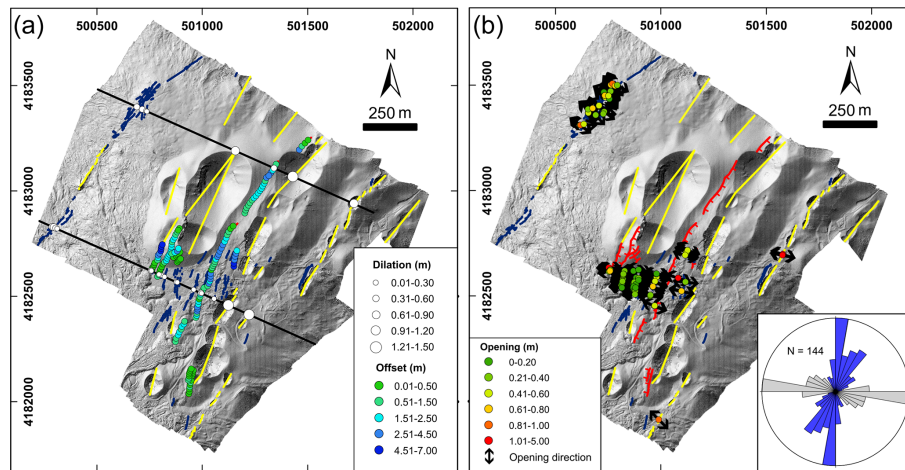 (a)
500500 501000 501500 502000
4183500
4183000
4182500
4182000
N
250 m
Dilation (m)
0.01-0.30
0.31-0.60
0.61-0.90
0.91-1.20
1.21-1.50
Offset (m)
0.01-0.50
0.51-1.50
1.51-2.50
2.51-4.50
4.51-7.00
(b)
500500 501000 501500 502000
4183500
4183000
4182500
4182000
N
250 m
Opening (m)
0-0.20
0.21-0.40
0.41-0.60
0.61-0.80
0.81-1.00
1.01-5.00
Opening direction
N = 144